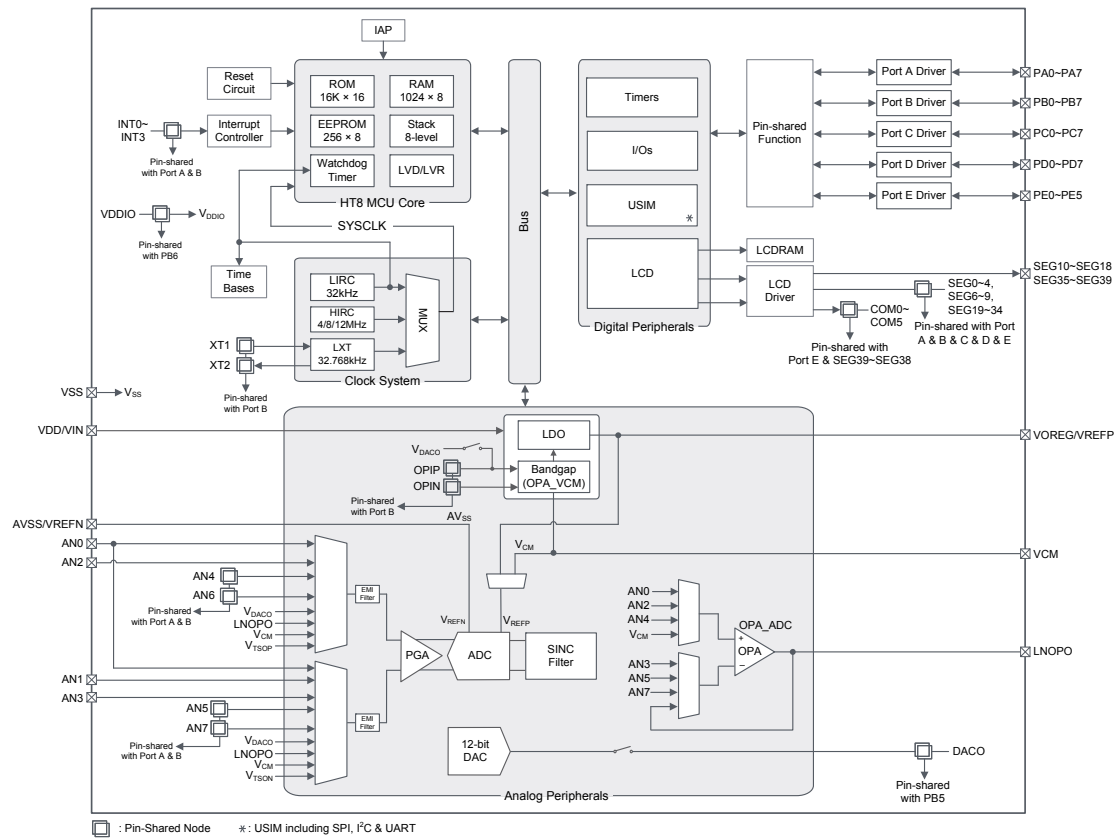 IAP
Reset
Circuit
INT0~
INT3
Interrupt
Controller
Pin-shared
with Port A & B
ROM
16K × 16
RAM
1024 × 8
EEPROM
256 × 8
Stack
8-level
Watchdog
Timer
LVD/LVR
HT8 MCU Core
VDDIO
VDDIO
Pin-shared
with PB6
SYSCLK
Time
Bases
LIRC
32kHz
HIRC
4/8/12MHz
LXT
32.768kHz
MUX
Clock System
XT1
XT2
Pin-shared
with Port B
Bus
Timers
I/Os
USIM
*
LCD
Digital Peripherals
Pin-shared
Function
Port A Driver
Port B Driver
Port C Driver
Port D Driver
Port E Driver
PA0~PA7
PB0~PB7
PC0~PC7
PD0~PD7
PE0~PE5
LCDRAM
LCD
Driver
SEG10~SEG18
SEG35~SEG39
SEG0~4,
SEG6~9,
SEG19~34
COM0~
COM5
Pin-shared with Port
A & B & C & D & E
Pin-shared with
Port E & SEG39~SEG38
VSS
VSS
VDD/VIN
LDO
VOREG/VREFP
VDACO
OPIP
OPIN
Bandgap
(OPA_VCM)
Pin-shared
with Port B
AVSS/VREFN
AVSS
AN0
AN2
VCM
VCM
AN4
AN6
Pin-shared
with Port A & B
VDACO
LNOPO
VCM
VTSOP
EMI
Filter
VREFN
VREFP
PGA
ADC
SINC
Filter
AN0
AN2
AN4
VCM
AN3
AN5
AN7
OPA_ADC
+
OPA
−
LNOPO
AN1
AN3
AN5
AN7
Pin-shared
with Port A & B
VDACO
LNOPO
VCM
VTSON
EMI
Filter
12-bit
DAC
DACO
Pin-shared
with PB5
Analog Peripherals
: Pin-Shared Node
*: USIM including SPI, I²C & UART